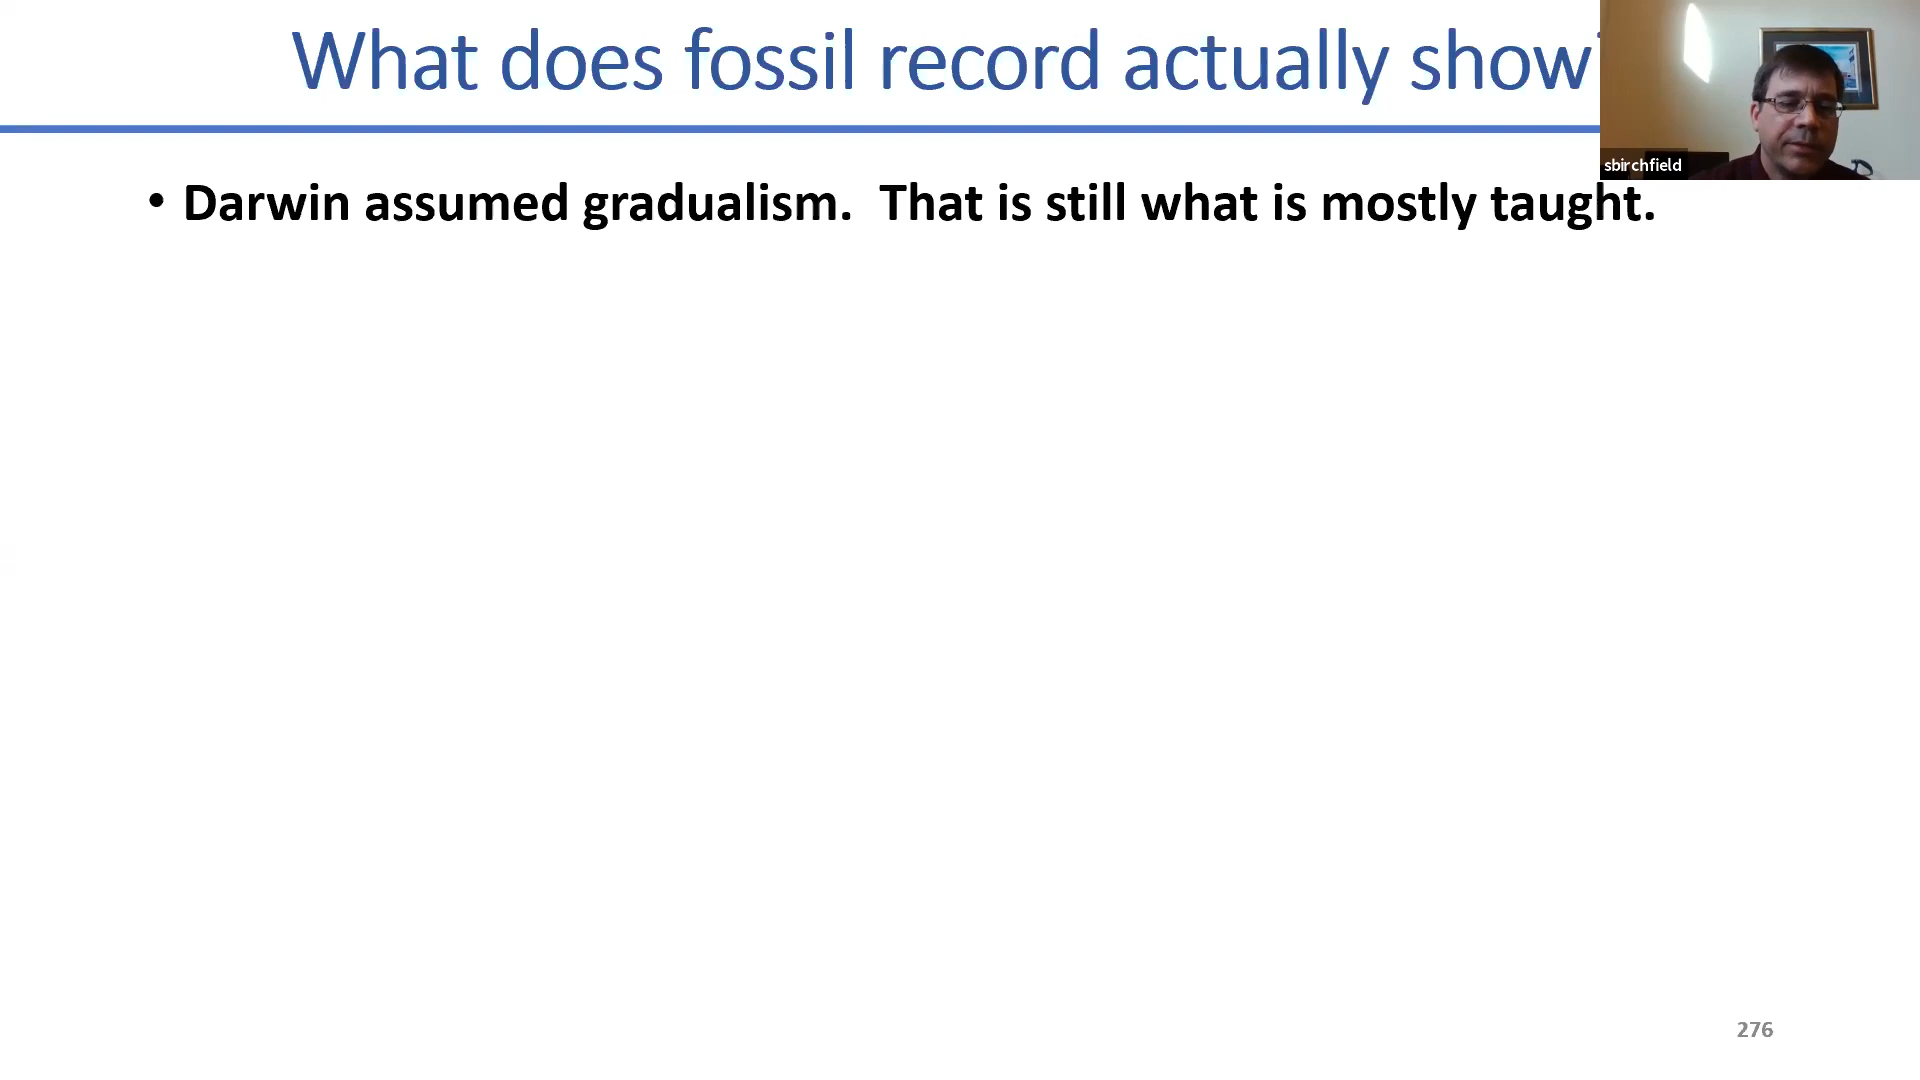 What does fossil record actually show
sbirchfield
• Darwin assumed gradualism.  That is still what is mostly taught.
276